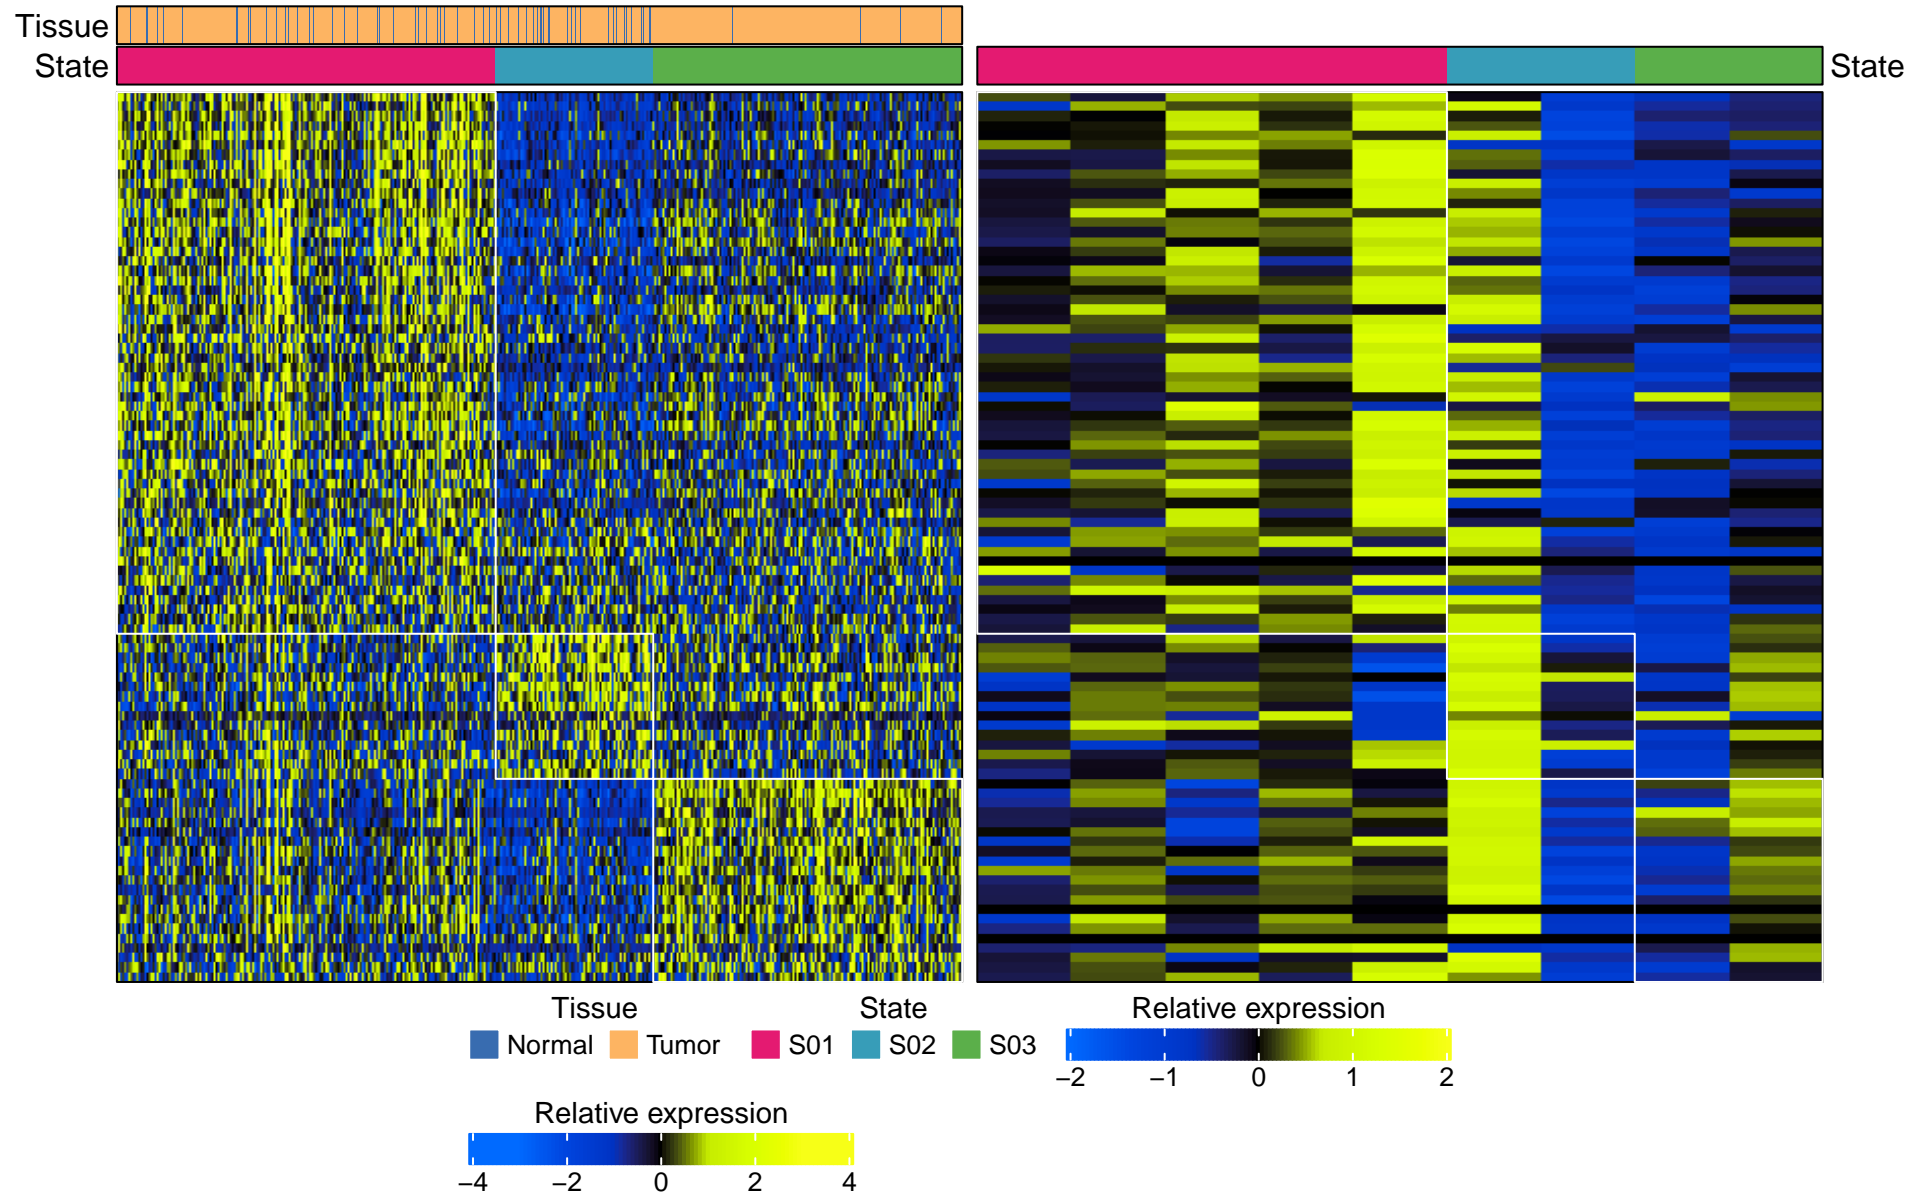 Tissue
State
State
Tissue
Normal Tumor
State
S01 S02 S03
Relative expression
−2 −1 0 1 2
Relative expression
−4 −2 0 2 4